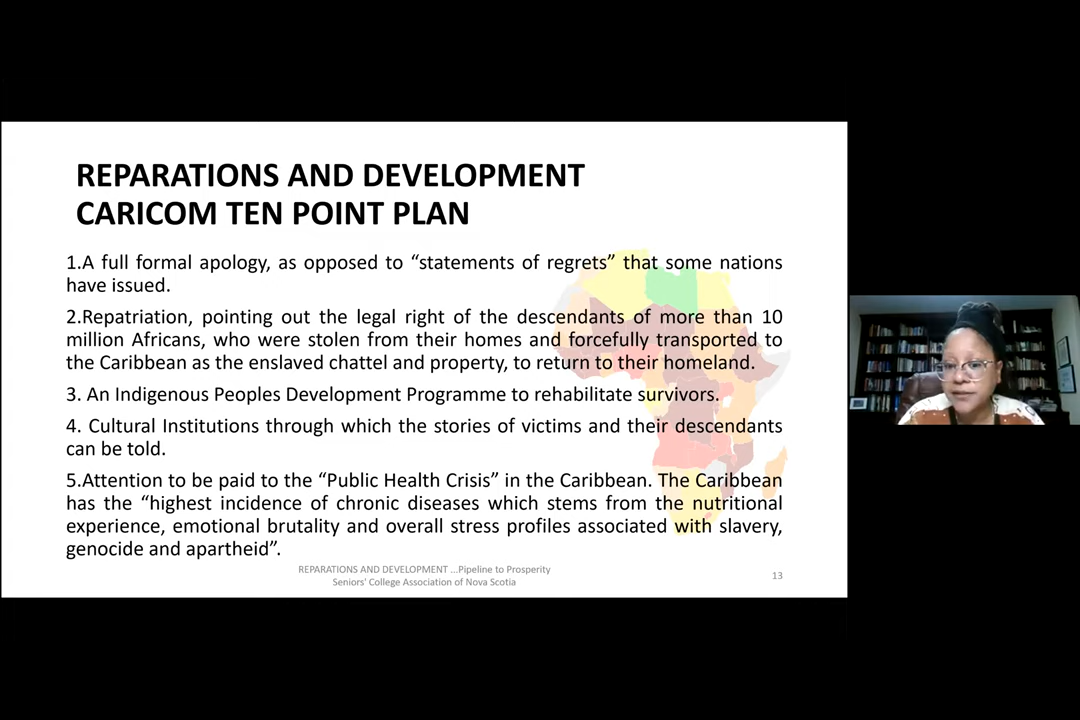 REPARATIONS AND DEVELOPMENT
CARICOM TEN POINT PLAN
1.A full formal apology, as opposed to “statements of regrets” that some nations
have issued.
2.Repatriation, pointing out the legal right of the descendants of more than 10
million Africans, who were stolen from their homes and forcefully transported to
the Caribbean as the enslaved chattel and property, to return to their homeland.
3. An Indigenous Peoples Development Programme to rehabilitate survivors.
4. Cultural Institutions through which the stories of victims and their descendants
can be told.
5.Attention to be paid to the “Public Health Crisis” in the Caribbean. The Caribbean
has the “highest incidence of chronic diseases which stems from the nutritional
experience, emotional brutality and overall stress profiles associated with slavery,
genocide and apartheid”.
REPARATIONS AND DEVELOPMENT ...Pipeline to Prosperity
Seniors' College Association of Nova Scotia
13